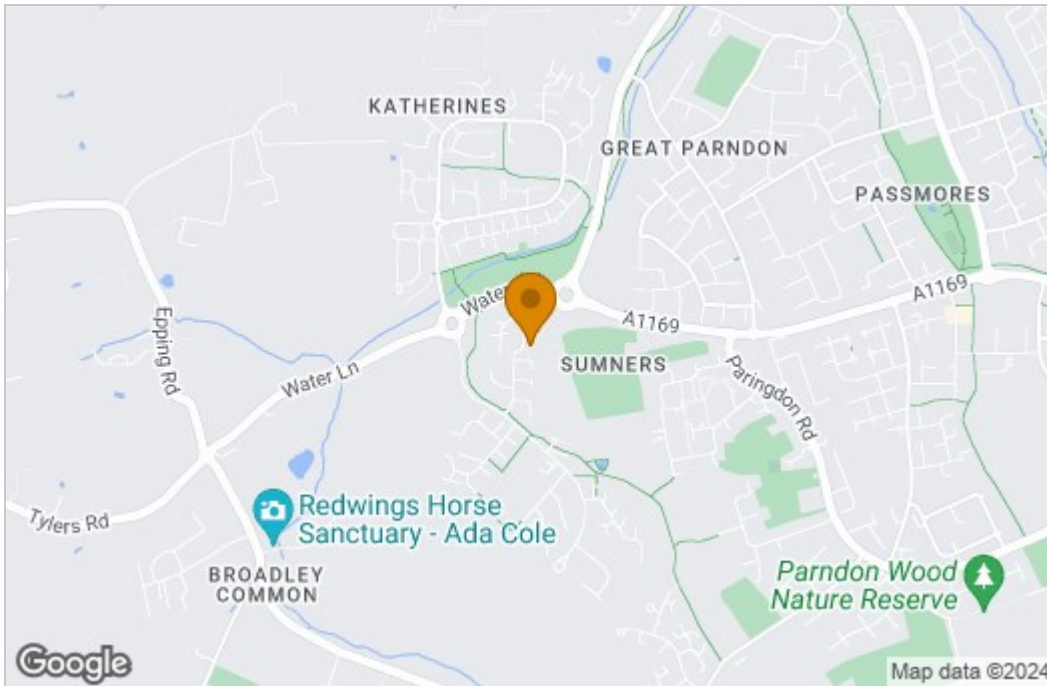 KATHERINES
GREAT PARNDON
PASSMORES
Water
A1169
A1169
Epping Rd
SUMNERS
Water Ln
Paringdon Rd
Tylers Rd
Redwings Horse
Sanctuary - Ada Cole
BROADLEY
COMMON
Parndon Wood
Nature Reserve
Google
Map data ©2024